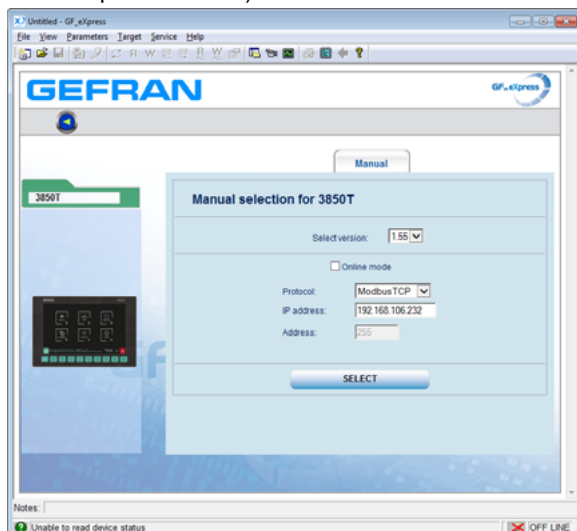 Untitled - GF_eXpress
File View Parameters Target Service Help
GEFRAN
GF_eXpress
Manual
3850T
Manual selection for 3850T
Select version: 1.55
Online mode
Protocol: ModbusTCP
IP address: 192.168.106.232
Address: 255
SELECT
Notes:
Unable to read device status
OFF LINE